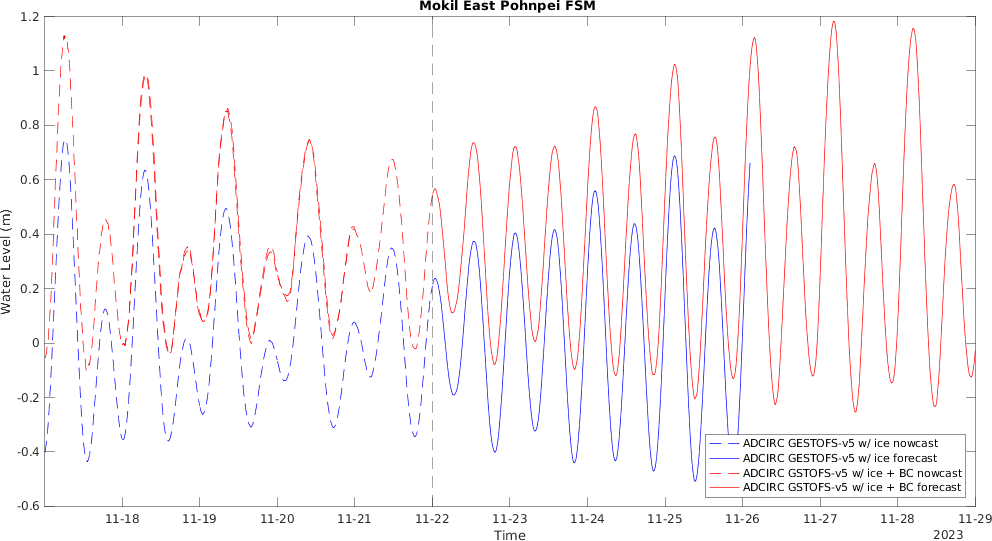 Mokil East Pohnpei FSM
1.2
1
0.8
0.6
0.4
0.2
0
-0.2
-0.4
-0.6
Water Level (m)
ADCIRC GESTOFS-v5 w/ ice nowcast
ADCIRC GESTOFS-v5 w/ ice forecast
ADCIRC GSTOFS-v5 w/ ice + BC nowcast
ADCIRC GSTOFS-v5 w/ ice + BC forecast
11-18 11-19 11-20 11-21 11-22 11-23 11-24 11-25 11-26 11-27 11-28 11-29
Time
2023